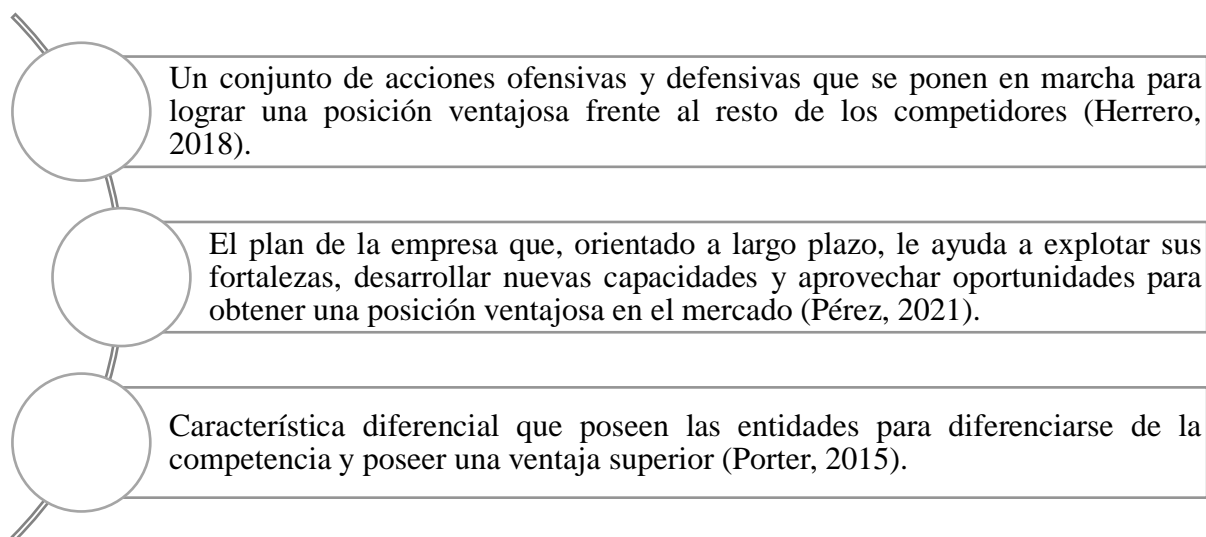 Un conjunto de acciones ofensivas y defensivas que se ponen en marcha para
lograr una posición ventajosa frente al resto de los competidores (Herrero,
2018).
El plan de la empresa que, orientado a largo plazo, le ayuda a explotar sus
fortalezas, desarrollar nuevas capacidades y aprovechar oportunidades para
obtener una posición ventajosa en el mercado (Pérez, 2021).
Característica diferencial que poseen las entidades para diferenciarse de la
competencia y poseer una ventaja superior (Porter, 2015).